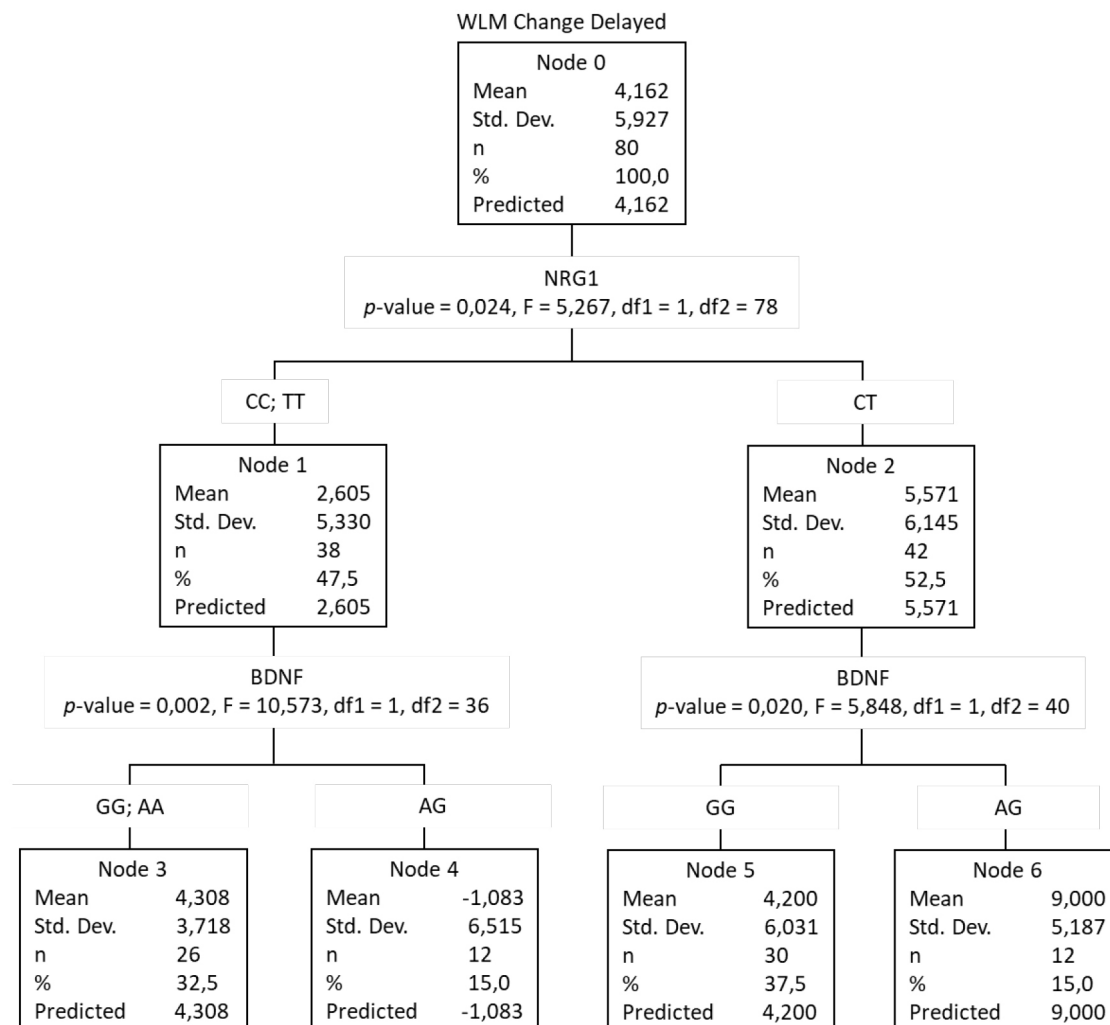 WLM Change Delayed
Node 0
Mean 4,162
Std. Dev. 5,927
n 80
% 100,0
Predicted 4,162
NRG1
p-value = 0,024, F = 5,267, df1 = 1, df2 = 78
CC; TT
CT
Node 1
Mean 2,605
Std. Dev. 5,330
n 38
% 47,5
Predicted 2,605
Node 2
Mean 5,571
Std. Dev. 6,145
n 42
% 52,5
Predicted 5,571
BDNF
p-value = 0,002, F = 10,573, df1 = 1, df2 = 36
BDNF
p-value = 0,020, F = 5,848, df1 = 1, df2 = 40
GG; AA
AG
GG
AG
Node 3
Mean 4,308
Std. Dev. 3,718
n 26
% 32,5
Predicted 4,308
Node 4
Mean -1,083
Std. Dev. 6,515
n 12
% 15,0
Predicted -1,083
Node 5
Mean 4,200
Std. Dev. 6,031
n 30
% 37,5
Predicted 4,200
Node 6
Mean 9,000
Std. Dev. 5,187
n 12
% 15,0
Predicted 9,000